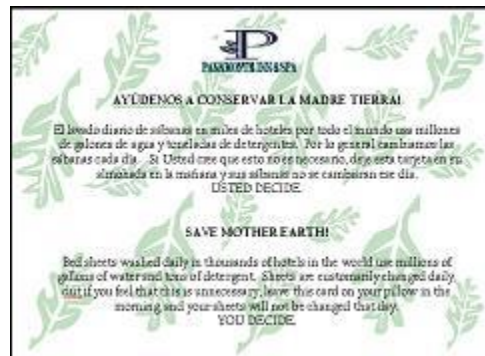 PANAMONTE INN & SPA
AYÚDENOS A CONSERVAR LA MADRE TIERRA!
El lavado diario de sábanas en miles de hoteles por todo el mundo usa millones
de galones de agua y toneladas de detergentes. Por lo general cambiamos las
sábanas cada día. Si Usted cree que esto no es necesario, deje esta tarjeta en su
almohada en la mañana y sus sábanas no se cambiaran ese día.
USTED DECIDE.
SAVE MOTHER EARTH!
Bed sheets washed daily in thousands of hotels in the world use millions of
gallons of water and tons of detergent. Sheets are customarily changed daily,
but if you feel that this is unnecessary, leave this card on your pillow in the
morning and your sheets will not be changed that day.
YOU DECIDE.